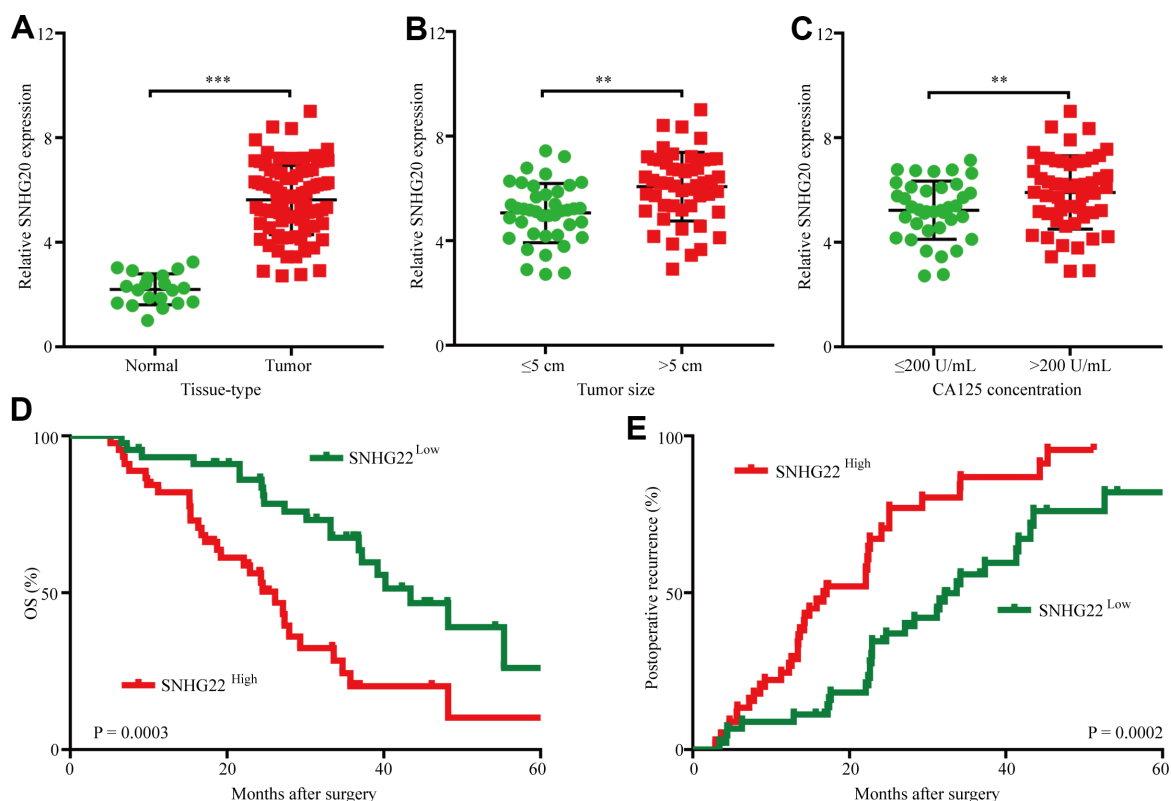 A
Relative SNHG20 expression
12
8
4
0
***
Normal
Tumor
Tissue-type
B
Relative SNHG20 expression
12
8
4
0
**
≤5 cm
>5 cm
Tumor size
C
Relative SNHG20 expression
12
8
4
0
**
≤200 U/mL
>200 U/mL
CA125 concentration
D
OS (%)
100
50
0
SNHG22 Low
SNHG22 High
P = 0.0003
0
20
40
60
Months after surgery
E
Postoperative recurrence (%)
100
50
0
SNHG22 High
SNHG22 Low
P = 0.0002
0
20
40
60
Months after surgery